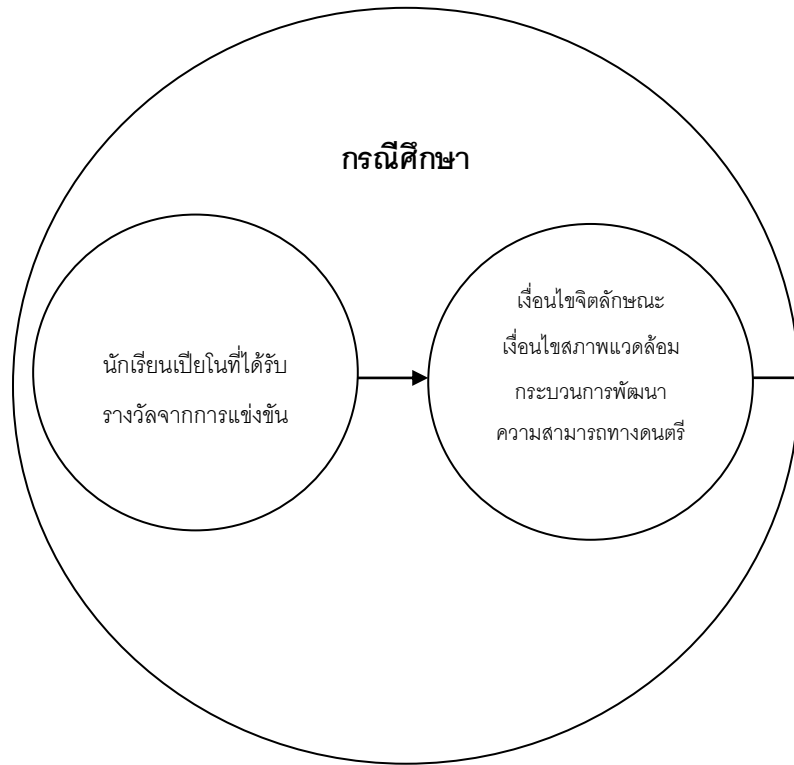 กรณีศึกษา
นักเรียนเปียโนที่ได้รับ
รางวัลจากการแข่งขัน
เงื่อนไขจิตลักษณะ
เงื่อนไขสภาพแวดล้อม
กระบวนการพัฒนา
ความสามารถทางดนตรี